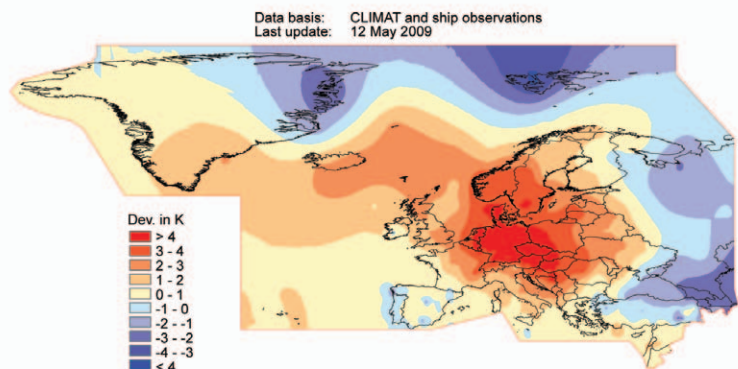 Data basis: CLIMAT and ship observations
Last update: 12 May 2009
Dev. in K
> 4
3 - 4
2 - 3
1 - 2
0 - 1
-1 - 0
-2 - -1
-3 - -2
-4 - -3
< 4